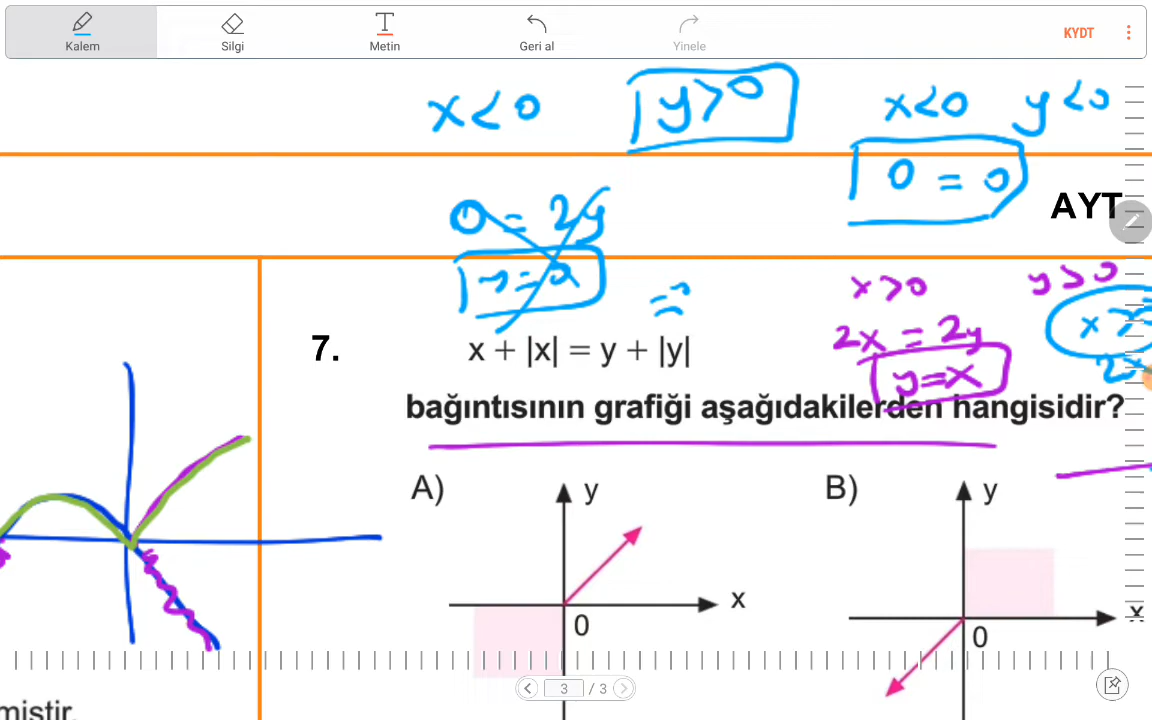 Kalem Silgi Metin Geri al Yinele KYDT
x<0 y>0 x<0 y<0
0 = 0
AYT
0 = 2y
x>0 y>0
2x = 2y
y=x
7. x + |x| = y + |y|
bağıntısının grafiği aşağıdakilerden hangisidir?
A) y x 0
B) y x 0
3 / 3
miştir.